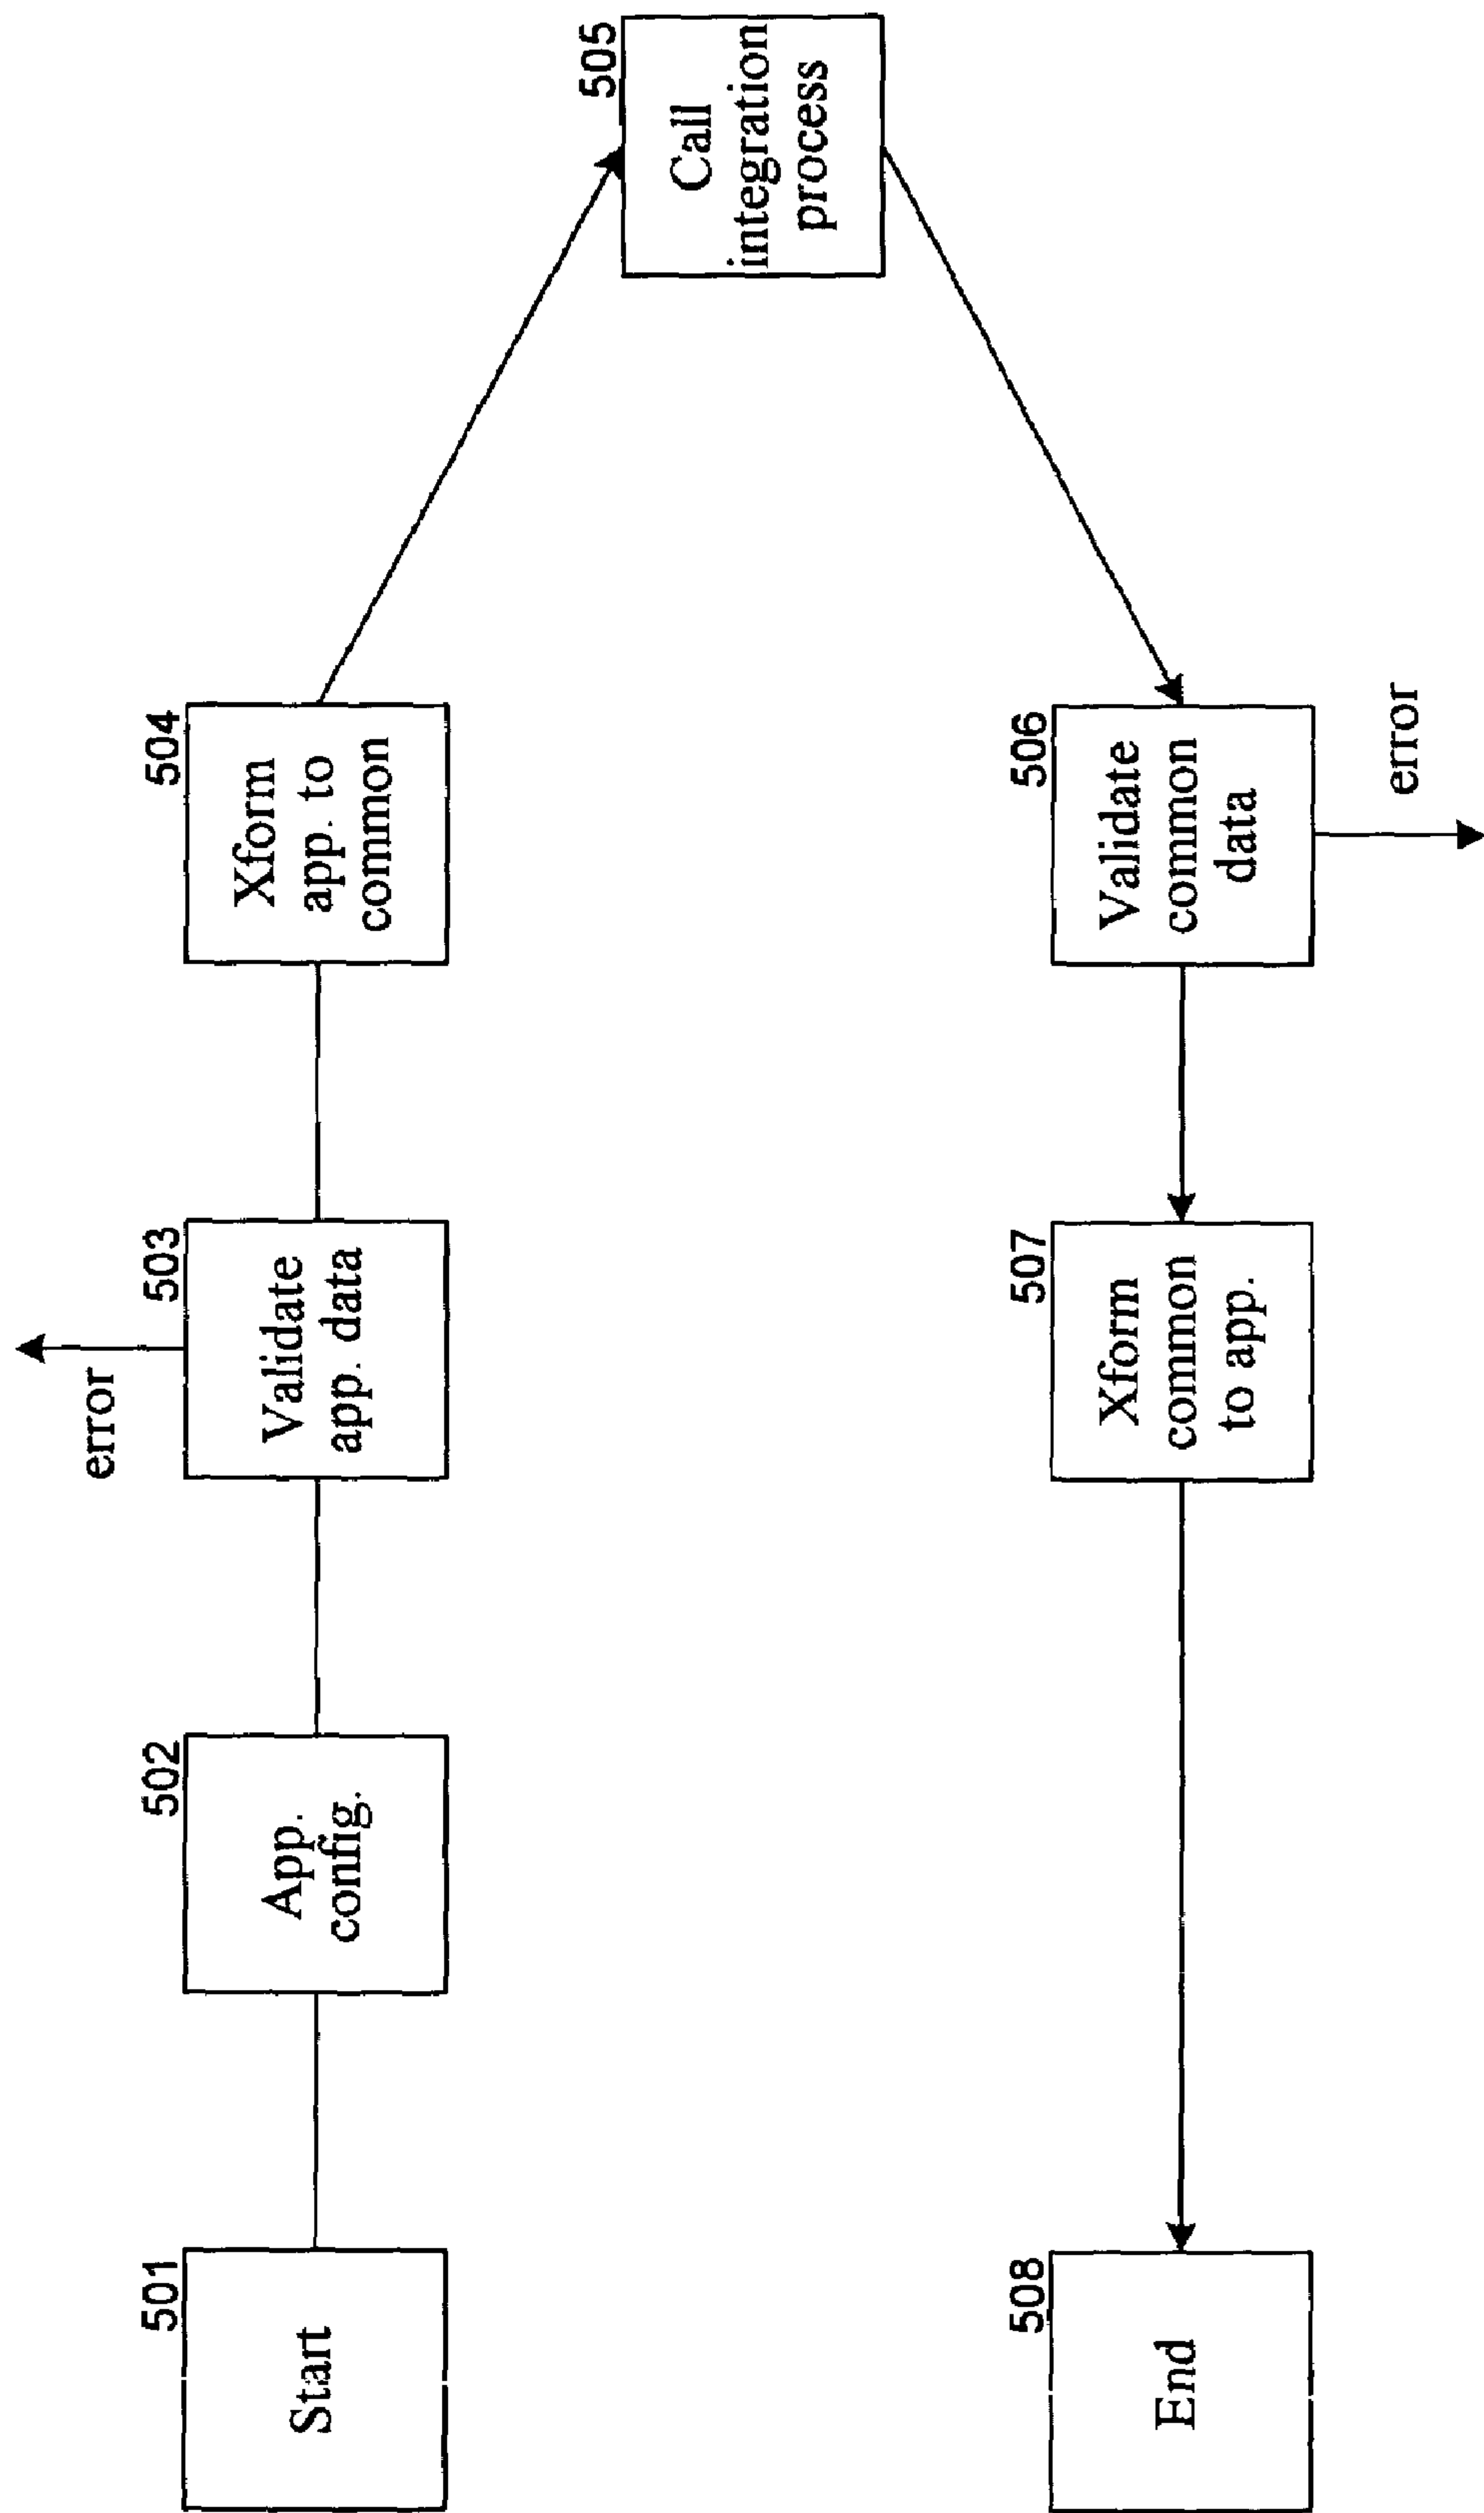 501
Start
502
App.
config.
error
503
Validate
app. data
504
Xform
app. to
common
505
Call
integration
process
506
Validate
common
data
error
507
Xform
common
to app.
508
End